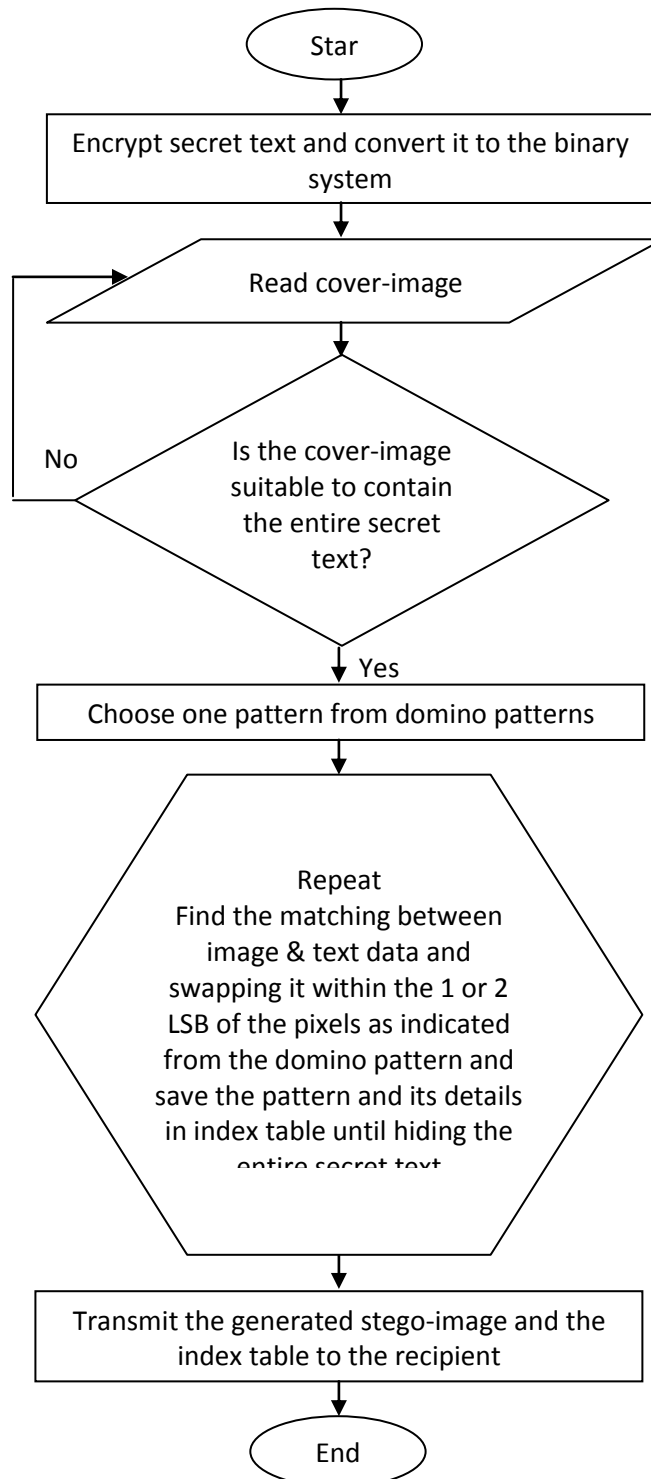 Star
Encrypt secret text and convert it to the binary
system
Read cover-image
No
Is the cover-image
suitable to contain
the entire secret
text?
Yes
Choose one pattern from domino patterns
Repeat
Find the matching between
image & text data and
swapping it within the 1 or 2
LSB of the pixels as indicated
from the domino pattern and
save the pattern and its details
in index table until hiding the
entire secret text
Transmit the generated stego-image and the
index table to the recipient
End